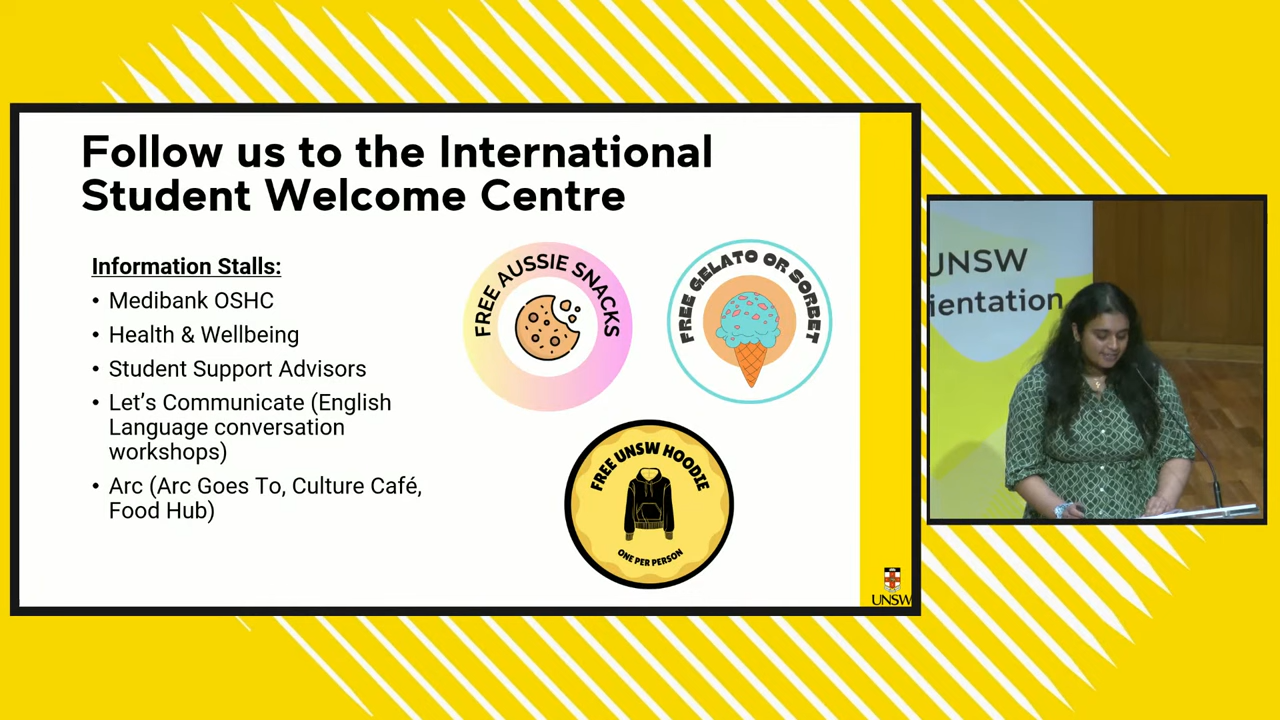 Follow us to the International
Student Welcome Centre
Information Stalls:
• Medibank OSHC
• Health & Wellbeing
• Student Support Advisors
• Let’s Communicate (English
Language conversation
workshops)
• Arc (Arc Goes To, Culture Café,
Food Hub)
FREE AUSSIE SNACKS
FREE GELATO OR SORBET
FREE UNSW HOODIE
ONE PER PERSON
UNSW
UNSW
ientation